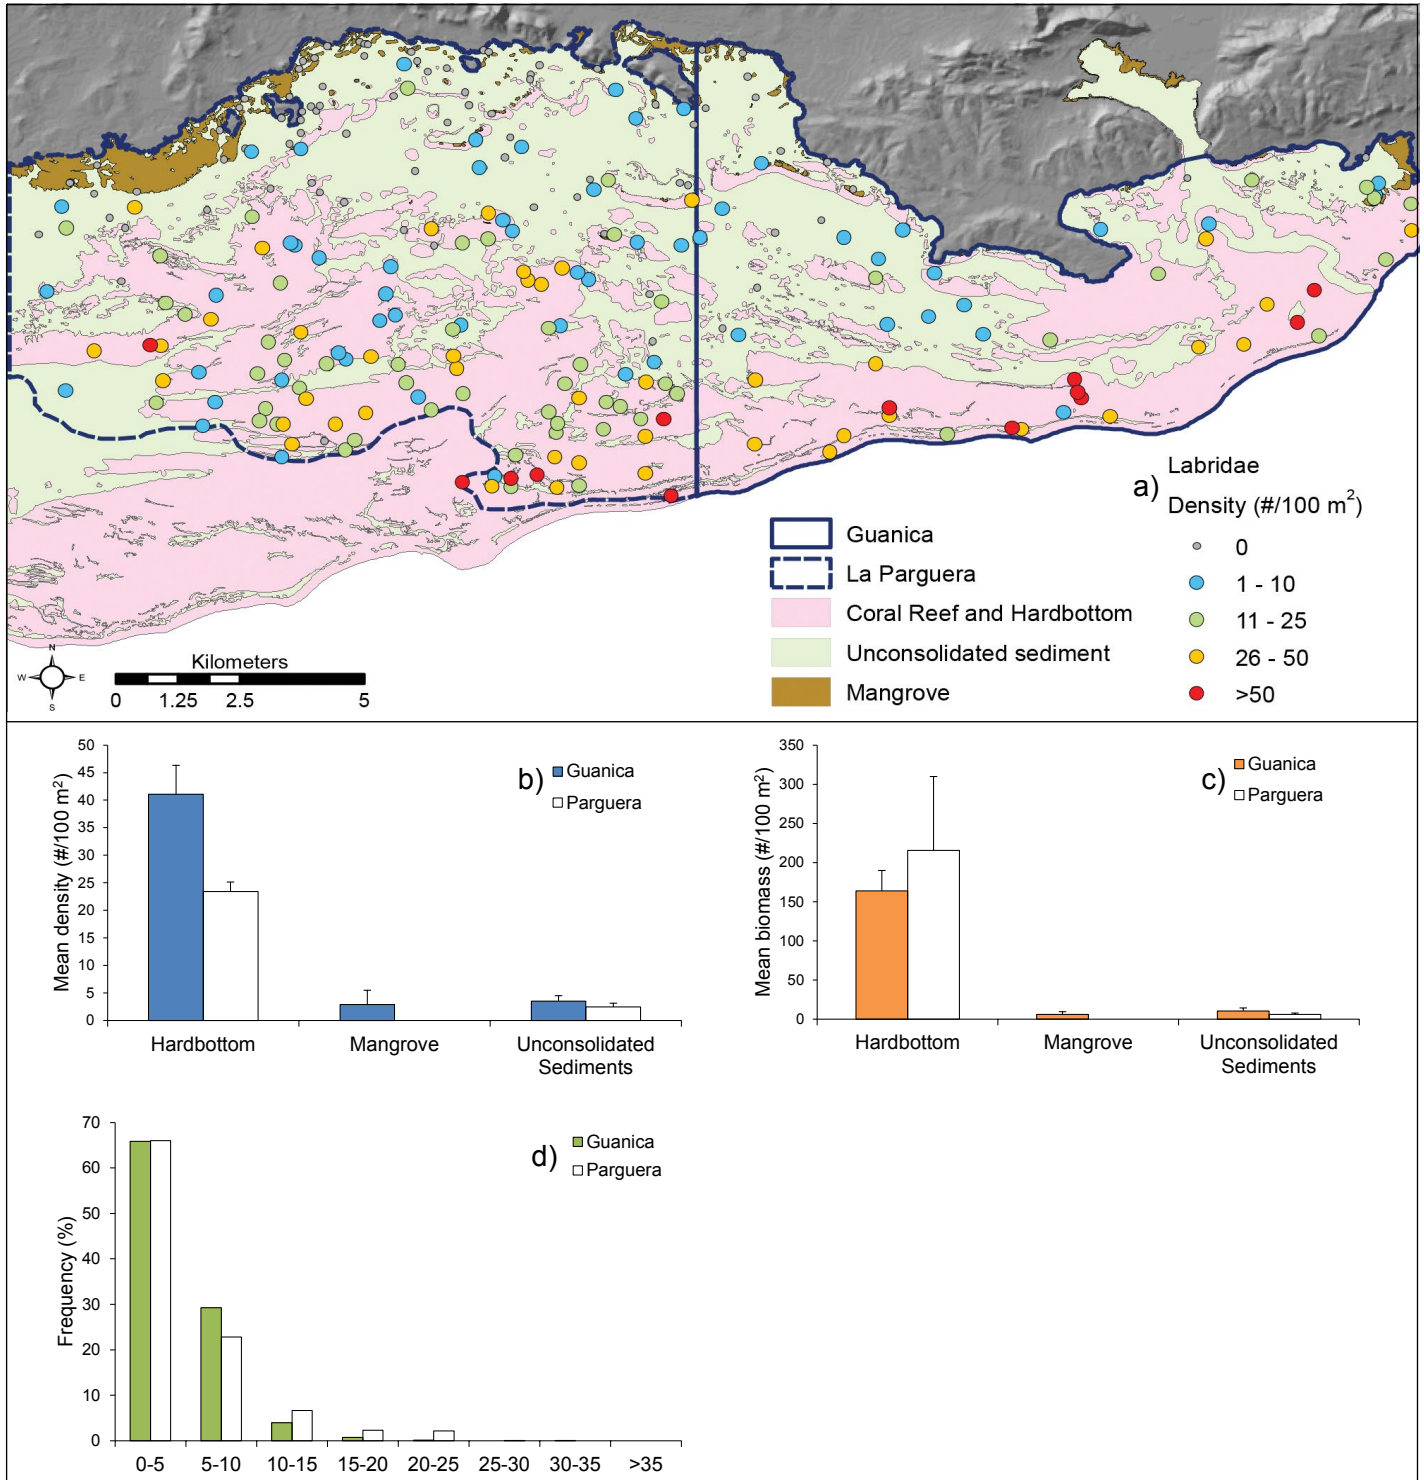 a)
Labridae
Density (#/100 m²)
0
1 - 10
11 - 25
26 - 50
>50
Guanica
La Parguera
Coral Reef and Hardbottom
Unconsolidated sediment
Mangrove
N
W
E
S
Kilometers
0 1.25 2.5 5
b)
Guanica
Parguera
Mean density (#/100 m²)
50
45
40
35
30
25
20
15
10
5
0
Hardbottom
Mangrove
Unconsolidated
Sediments
c)
Guanica
Parguera
Mean biomass (#/100 m²)
350
300
250
200
150
100
50
0
Hardbottom
Mangrove
Unconsolidated
Sediments
d)
Guanica
Parguera
Frequency (%)
70
60
50
40
30
20
10
0
0-5 5-10 10-15 15-20 20-25 25-30 30-35 >35